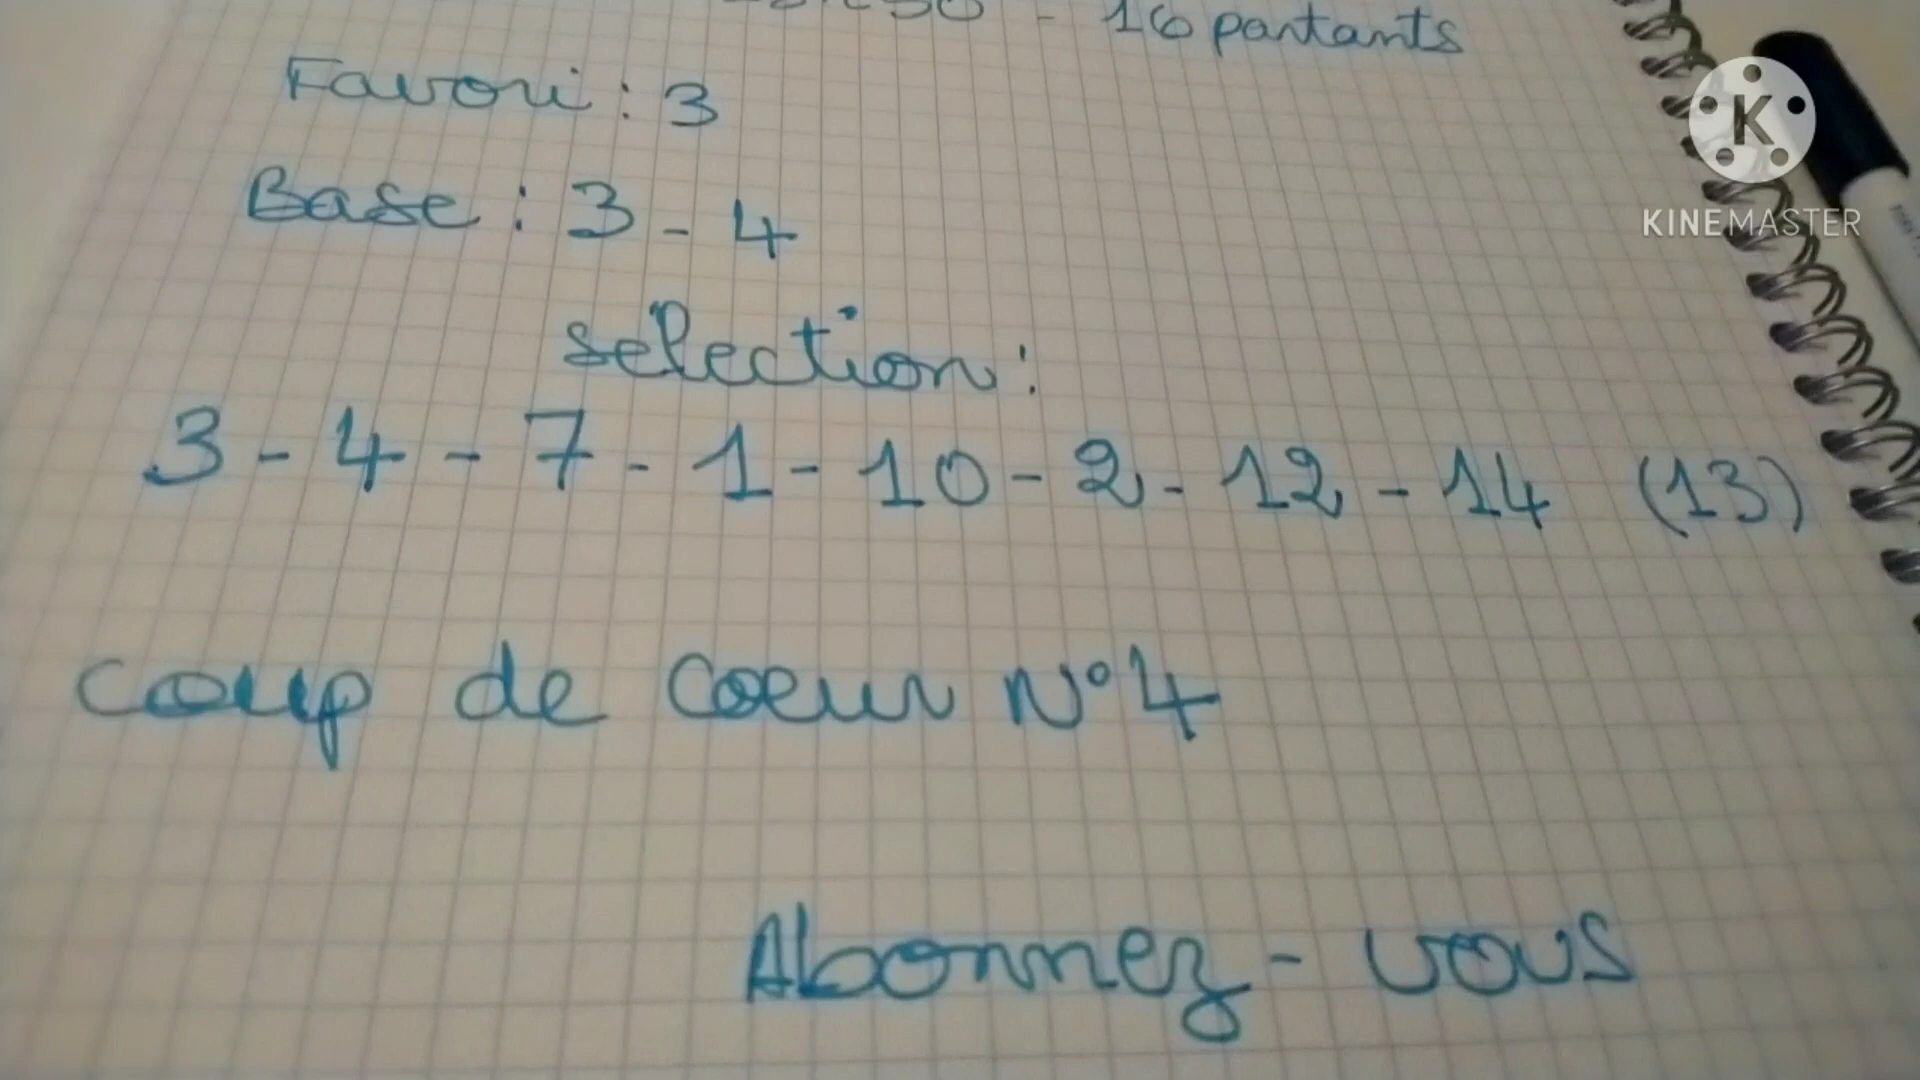 - 16 partants
Favori : 3
Base : 3 - 4
selection :
3 - 4 - 7 - 1 - 10 - 2 - 12 - 14 (13)
coup de coeur N°4
Abonnez - vous
K
KINEMASTER